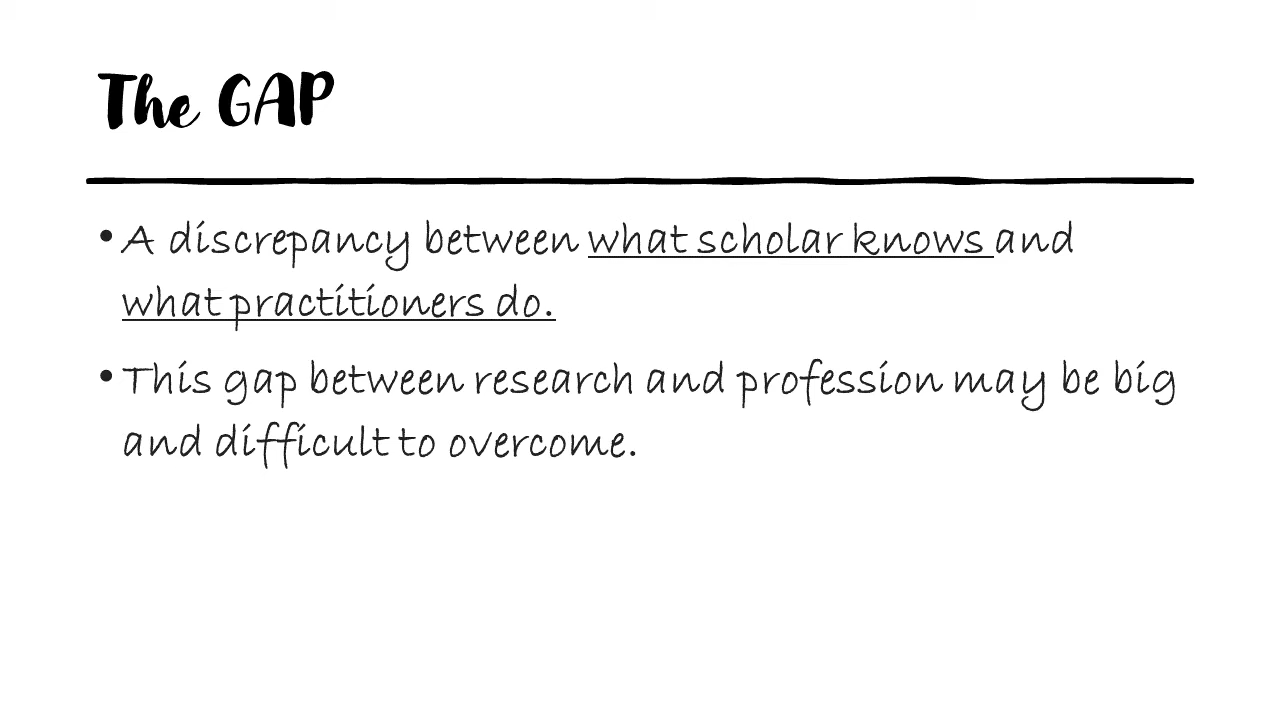 The GAP
• A discrepancy between what scholar knows and
what practitioners do.
• This gap between research and profession may be big
and difficult to overcome.